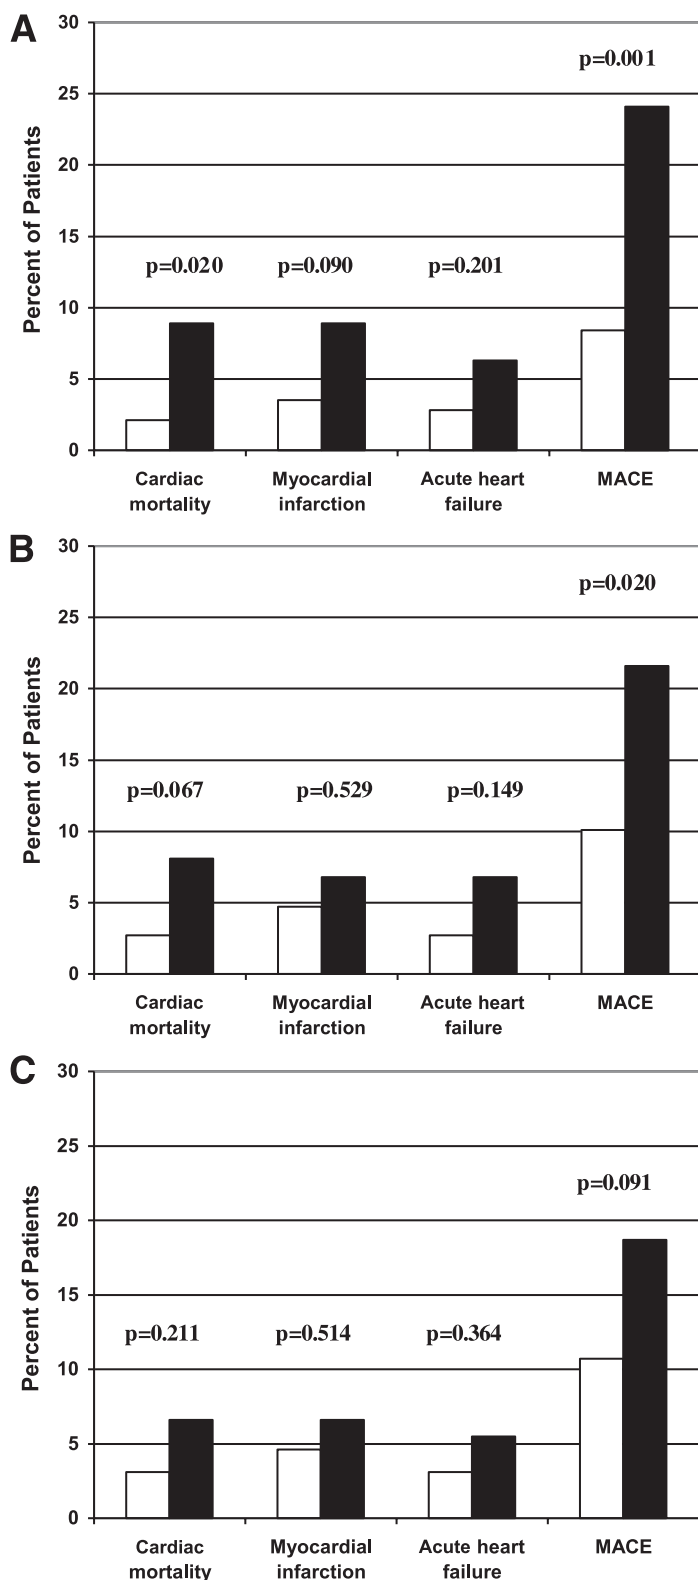 A
30
p=0.001
25
20
15
p=0.020 p=0.090 p=0.201
10
5
0
Percent of Patients
Cardiac mortality
Myocardial infarction
Acute heart failure
MACE
B
30
p=0.020
25
20
15
p=0.067 p=0.529 p=0.149
10
5
0
Percent of Patients
Cardiac mortality
Myocardial infarction
Acute heart failure
MACE
C
30
25
p=0.091
20
15
p=0.211 p=0.514 p=0.364
10
5
0
Percent of Patients
Cardiac mortality
Myocardial infarction
Acute heart failure
MACE